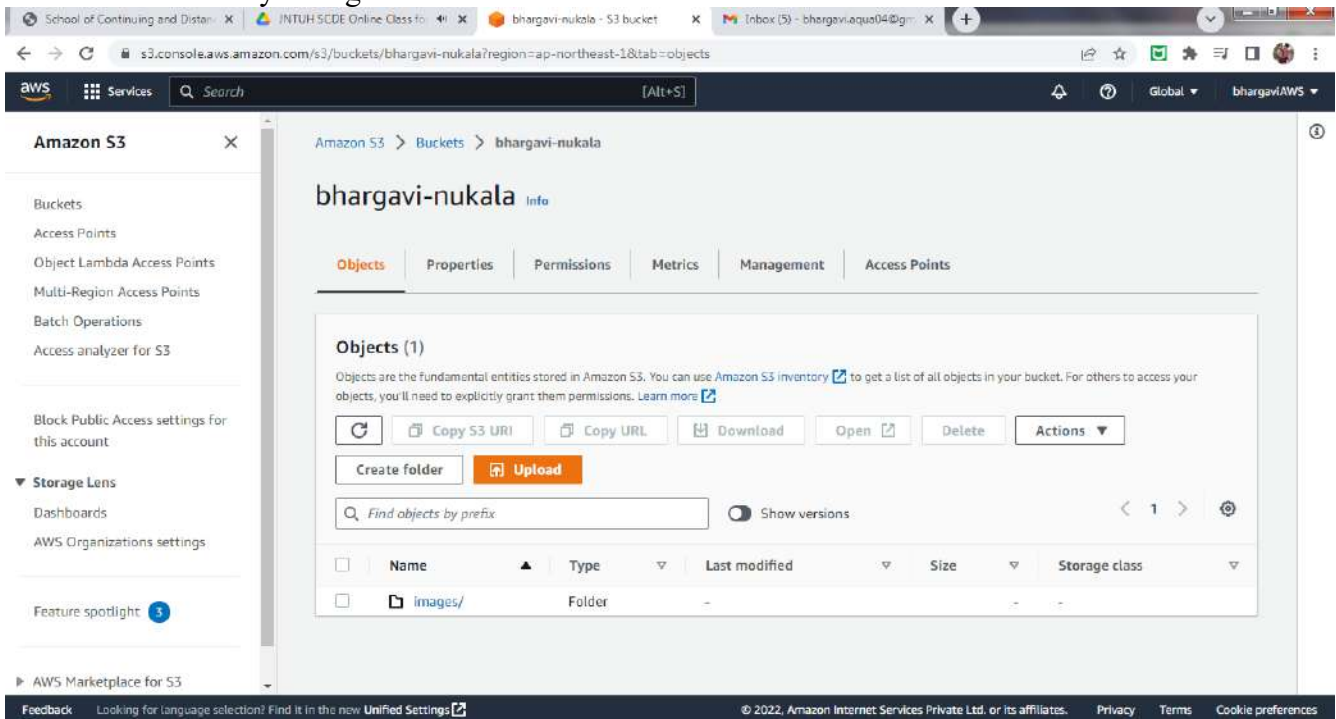 School of Continuing and Distan
JNTUH SCDE Online Class fo
bhargavi-nukala - S3 bucket
Inbox (5) - bhargavi.aqua04@gm
s3.console.aws.amazon.com/s3/buckets/bhargavi-nukala?region=ap-northeast-1&tab=objects
aws
Services
Search
[Alt+S]
Global
bhargaviAWS
Amazon S3
Buckets
Access Points
Object Lambda Access Points
Multi-Region Access Points
Batch Operations
Access analyzer for S3
Block Public Access settings for
this account
Storage Lens
Dashboards
AWS Organizations settings
Feature spotlight 3
AWS Marketplace for S3
Amazon S3 > Buckets > bhargavi-nukala
bhargavi-nukala Info
Objects Properties Permissions Metrics Management Access Points
Objects (1)
Objects are the fundamental entities stored in Amazon S3. You can use Amazon S3 inventory to get a list of all objects in your bucket. For others to access your
objects, you'll need to explicitly grant them permissions. Learn more
Copy S3 URI Copy URL Download Open Delete Actions
Create folder Upload
Find objects by prefix Show versions 1
Name Type Last modified Size Storage class
images/ Folder - - -
Feedback Looking for language selection? Find it in the new Unified Settings © 2022, Amazon Internet Services Private Ltd. or its affiliates. Privacy Terms Cookie preferences